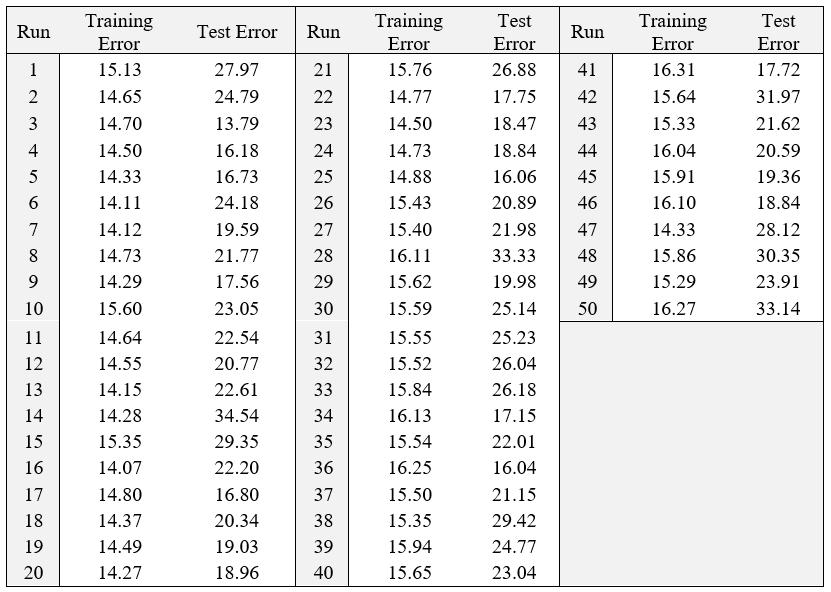 Run Training Error Test Error Run Training Error Test Error Run Training Error Test Error
1 15.13 27.97 21 15.76 26.88 41 16.31 17.72
2 14.65 24.79 22 14.77 17.75 42 15.64 31.97
3 14.70 13.79 23 14.50 18.47 43 15.33 21.62
4 14.50 16.18 24 14.73 18.84 44 16.04 20.59
5 14.33 16.73 25 14.88 16.06 45 15.91 19.36
6 14.11 24.18 26 15.43 20.89 46 16.10 18.84
7 14.12 19.59 27 15.40 21.98 47 14.33 28.12
8 14.73 21.77 28 16.11 33.33 48 15.86 30.35
9 14.29 17.56 29 15.62 19.98 49 15.29 23.91
10 15.60 23.05 30 15.59 25.14 50 16.27 33.14
11 14.64 22.54 31 15.55 25.23
12 14.55 20.77 32 15.52 26.04
13 14.15 22.61 33 15.84 26.18
14 14.28 34.54 34 16.13 17.15
15 15.35 29.35 35 15.54 22.01
16 14.07 22.20 36 16.25 16.04
17 14.80 16.80 37 15.50 21.15
18 14.37 20.34 38 15.35 29.42
19 14.49 19.03 39 15.94 24.77
20 14.27 18.96 40 15.65 23.04